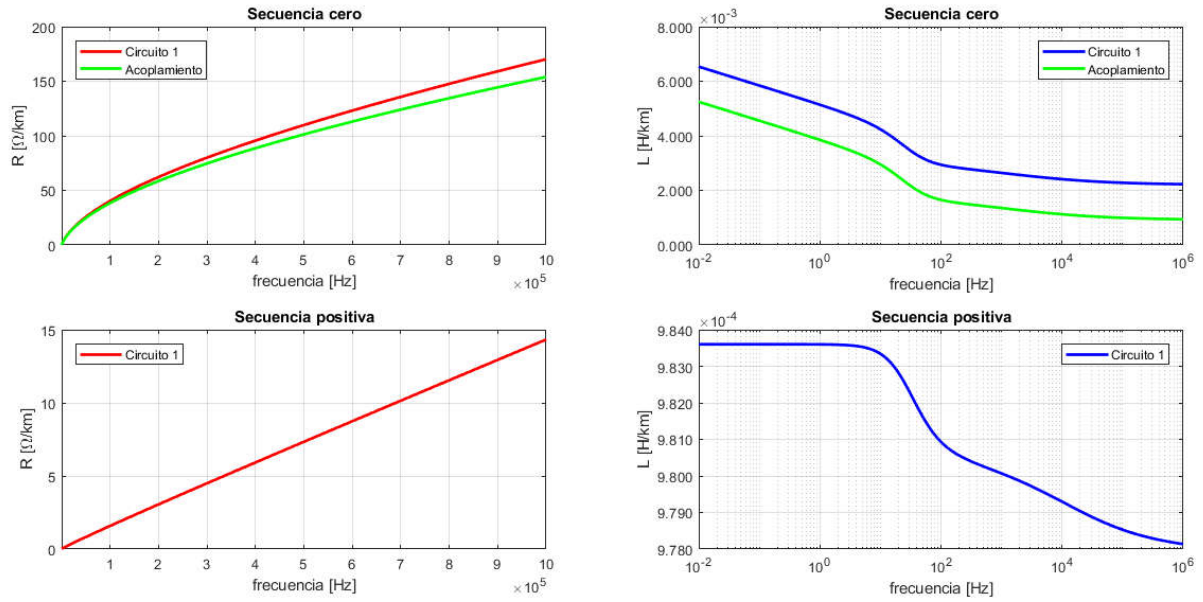 Secuencia cero
200
150
100
50
0
R [Ω/km]
Circuito 1
Acoplamiento
1 2 3 4 5 6 7 8 9 10
frecuencia [Hz]
× 10^5
Secuencia cero
× 10^-3
8.000
6.000
4.000
2.000
0.000
L [H/km]
Circuito 1
Acoplamiento
10^-2 10^0 10^2 10^4 10^6
frecuencia [Hz]
Secuencia positiva
15
10
5
0
R [Ω/km]
Circuito 1
1 2 3 4 5 6 7 8 9 10
frecuencia [Hz]
× 10^5
Secuencia positiva
× 10^-4
9.840
9.830
9.820
9.810
9.800
9.790
9.780
L [H/km]
Circuito 1
10^-2 10^0 10^2 10^4 10^6
frecuencia [Hz]